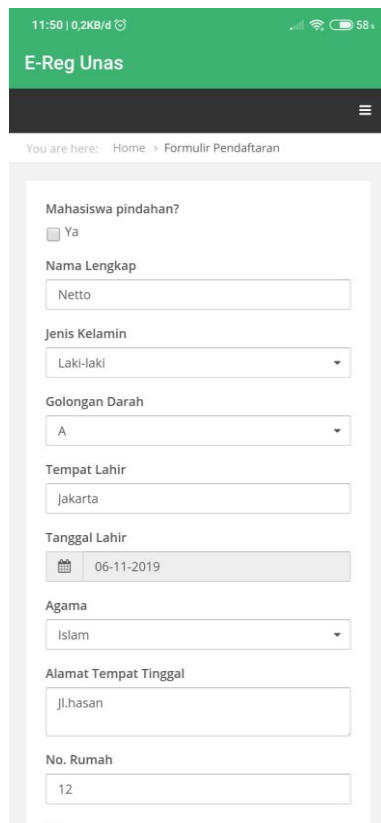 11:50 | 0,2KB/d
58
E-Reg Unas
You are here: Home > Formulir Pendaftaran
Mahasiswa pindahan?
Ya
Nama Lengkap
Netto
Jenis Kelamin
Laki-laki
Golongan Darah
A
Tempat Lahir
Jakarta
Tanggal Lahir
06-11-2019
Agama
Islam
Alamat Tempat Tinggal
Jl.hasan
No. Rumah
12